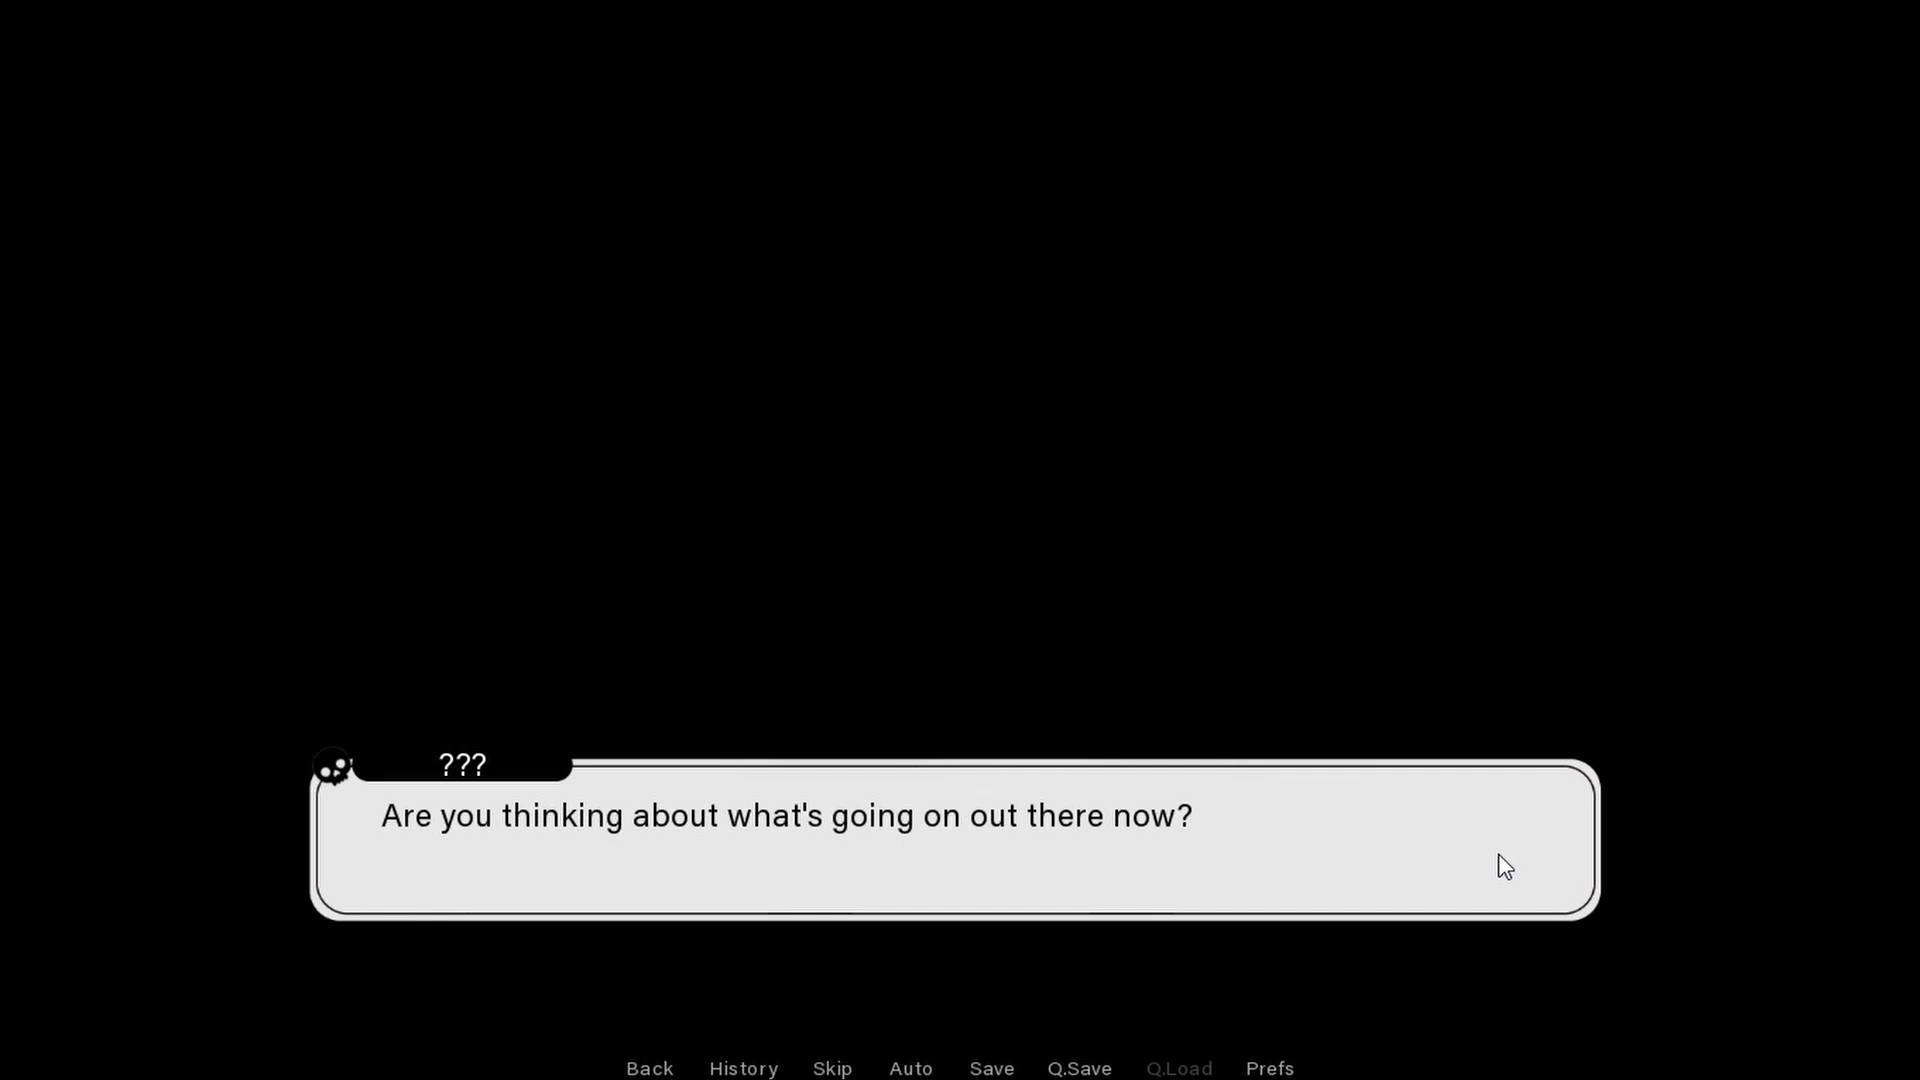 ???
Are you thinking about what's going on out there now?
Back History Skip Auto Save Q.Save Q.Load Prefs